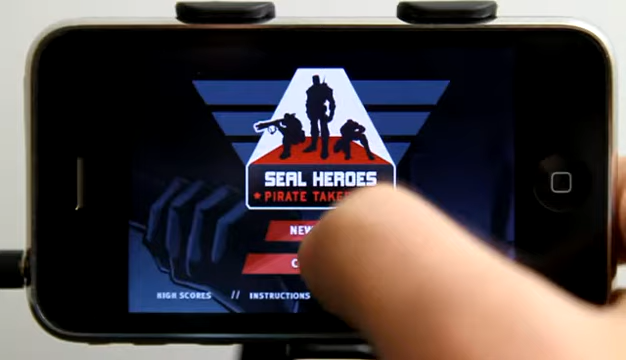 SEAL HEROES
★ PIRATE TAKE
NEW
HIGH SCORES // INSTRUCTIONS